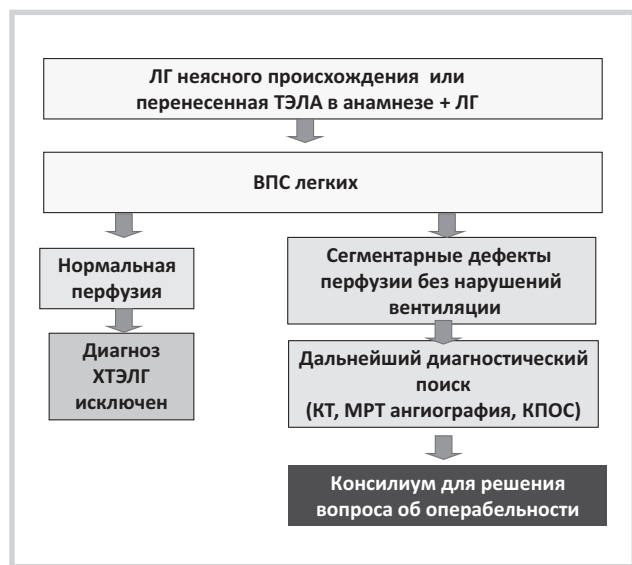 ЛГ неясного происхождения или
перенесенная ТЭЛА в анамнезе + ЛГ
ВПС легких
Нормальная
перфузия
Диагноз
ХТЭЛГ
исключен
Сегментарные дефекты
перфузии без нарушений
вентиляции
Дальнейший диагностический
поиск
(КТ, МРТ ангиография, КПОС)
Консилиум для решения
вопроса об операбельности